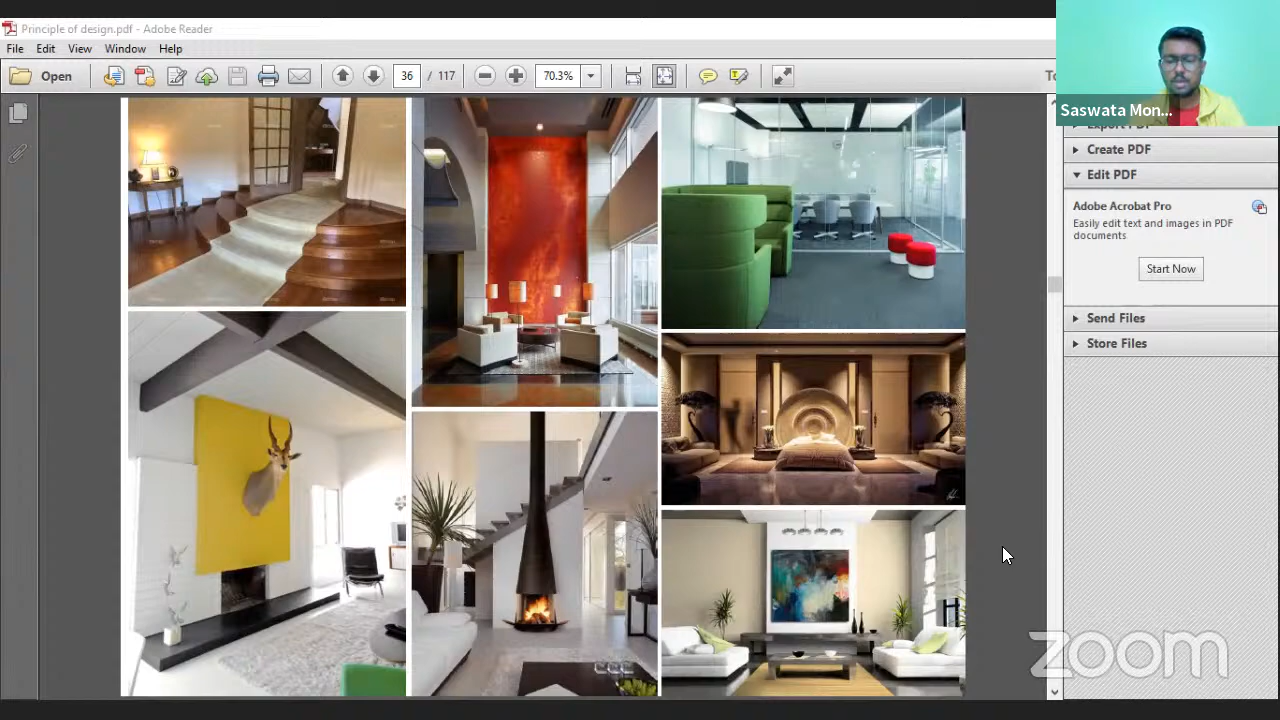 Principle of design.pdf - Adobe Reader
File Edit View Window Help
Open 36 / 117 70.3%
Saswata Mon...
Export PDF
Create PDF
Edit PDF
Adobe Acrobat Pro
Easily edit text and images in PDF
documents
Start Now
Send Files
Store Files
zoom